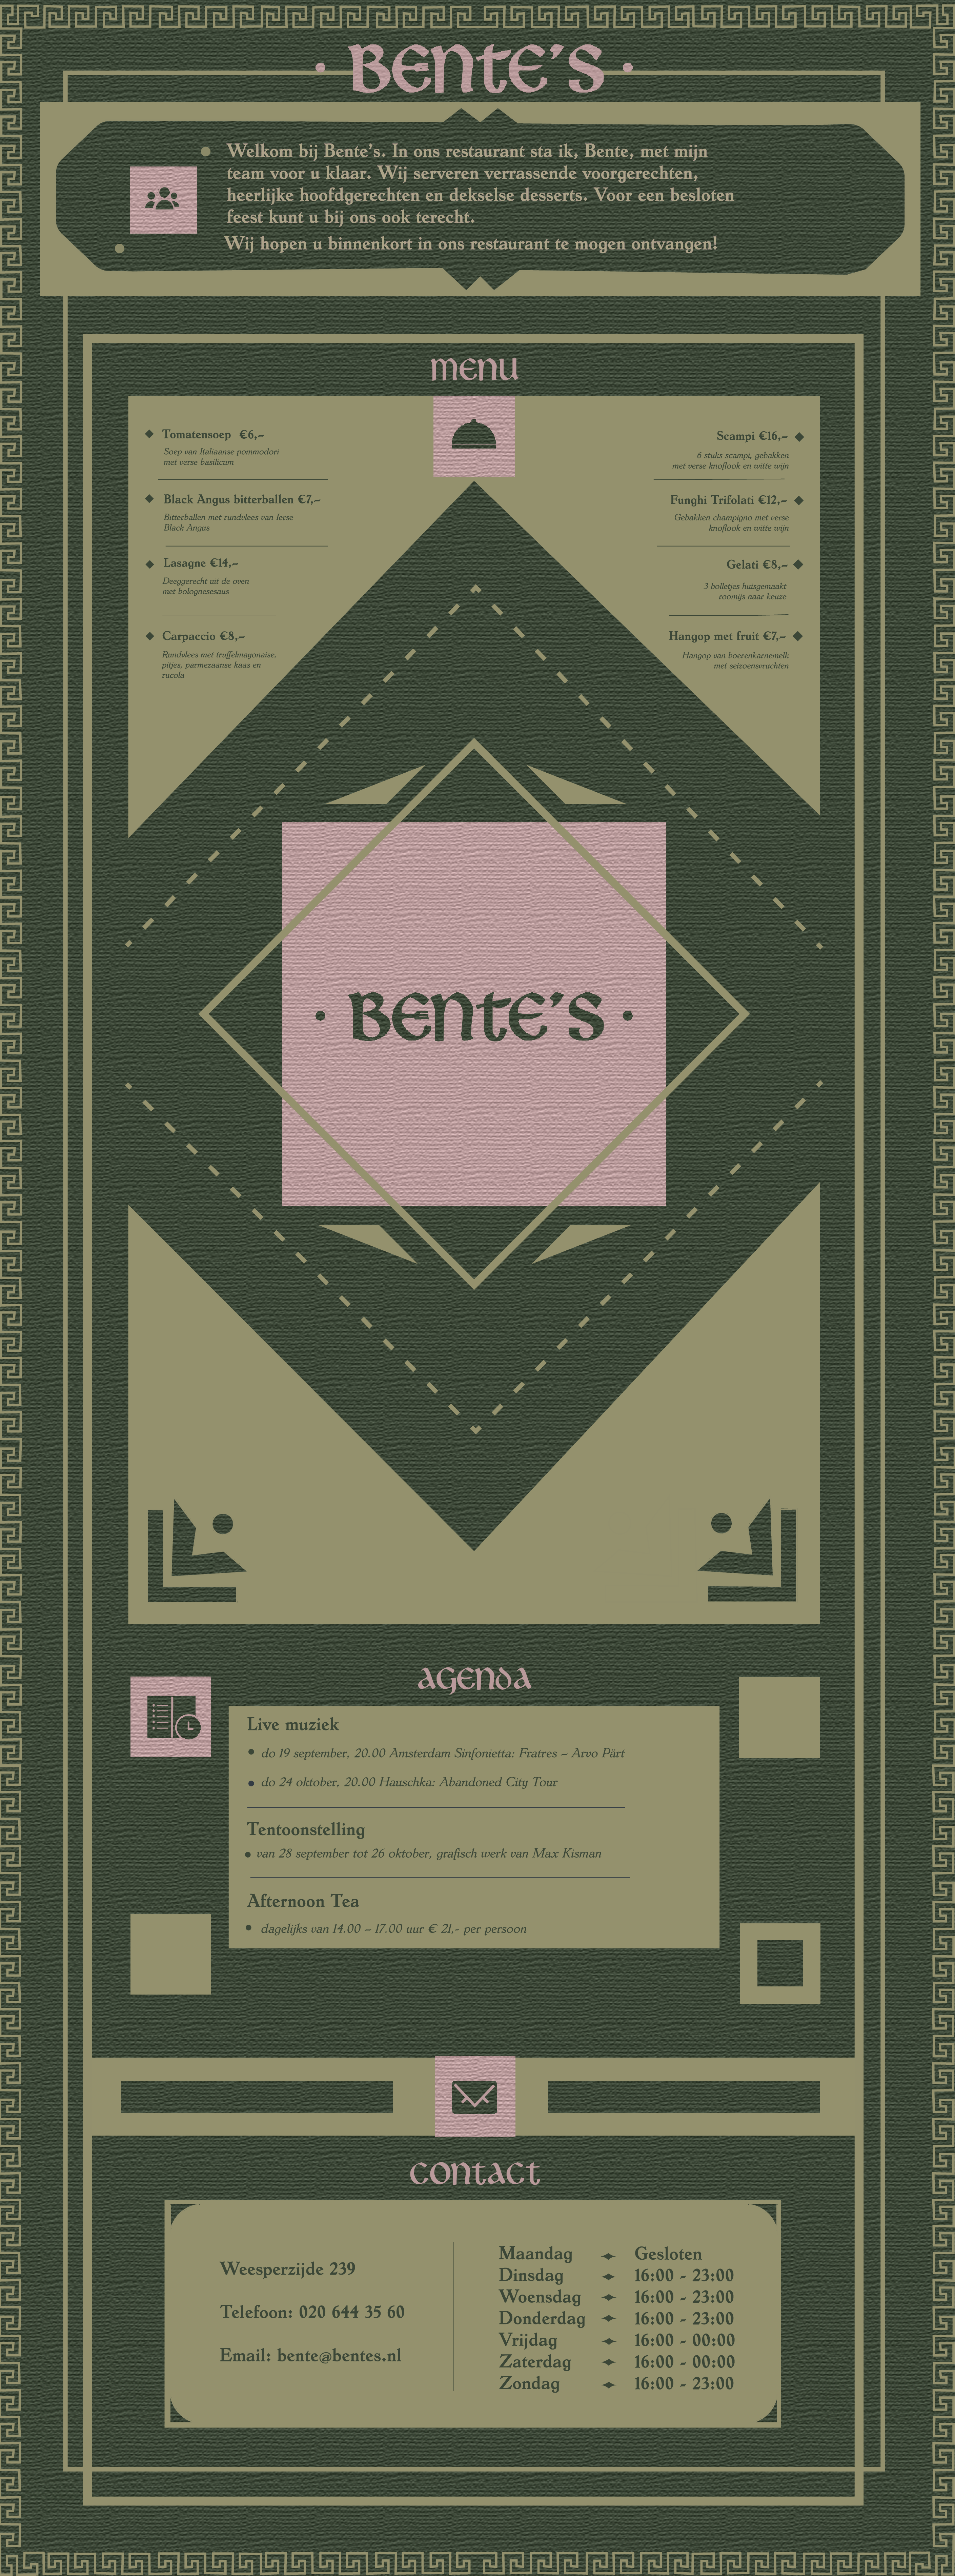 BENTE'S
Welkom bij Bente's. In ons restaurant sta ik, Bente, met mijn
team voor u klaar. Wij serveren verrassende voorgerechten,
heerlijke hoofdgerechten en dekselse desserts. Voor een besloten
feest kunt u bij ons ook terecht.
Wij hopen u binnenkort in ons restaurant te mogen ontvangen!
MENU
Tomatensoep €6,–
Soep van Italiaanse pommodori
met verse basilicum
Black Angus bitterballen €7,–
Bitterballen met rundvlees van Ierse
Black Angus
Lasagne €14,–
Deeggerecht uit de oven
met bolognesesaus
Carpaccio €8,–
Rundvlees met truffelmayonaise,
pitjes, parmezaanse kaas en
rucola
Scampi €16,–
6 stuks scampi, gebakken
met verse knoflook en witte wijn
Funghi Trifolati €12,–
Gebakken champigno met verse
knoflook en witte wijn
Gelati €8,–
3 bolletjes huisgemaakt
roomijs naar keuze
Hangop met fruit €7,–
Hangop van boerenkarnemelk
met seizoensvruchten
BENTE'S
AGENDA
Live muziek
do 19 september, 20.00 Amsterdam Sinfonietta: Fratres – Arvo Part
do 24 oktober, 20.00 Hauschka: Abandoned City Tour
Tentoonstelling
van 28 september tot 26 oktober, grafisch werk van Max Kisman
Afternoon Tea
dagelijks van 14.00 – 17.00 uur € 21,- per persoon
CONTACT
Weesperzijde 239
Telefoon: 020 644 35 60
Email: bente@bentes.nl
Maandag Gesloten
Dinsdag 16:00 - 23:00
Woensdag 16:00 - 23:00
Donderdag 16:00 - 23:00
Vrijdag 16:00 - 00:00
Zaterdag 16:00 - 00:00
Zondag 16:00 - 23:00